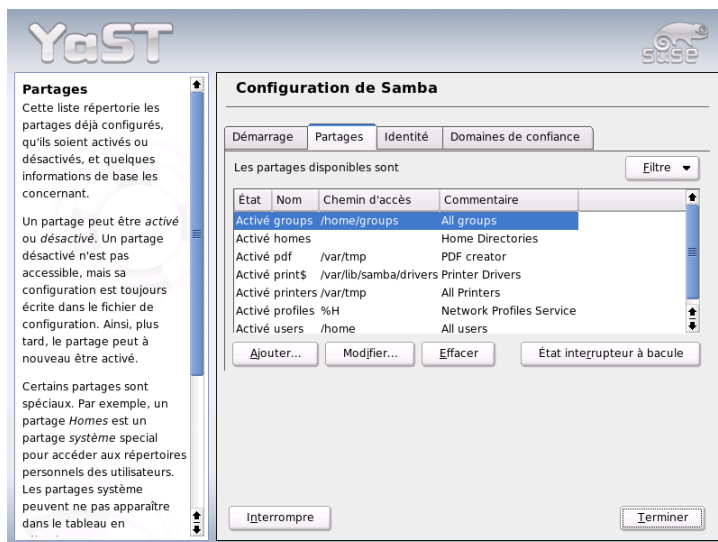 YaST
SUSE
Partages
Cette liste répertorie les
partages déjà configurés,
qu'ils soient activés ou
désactivés, et quelques
informations de base les
concernant.
Un partage peut être activé
ou désactivé. Un partage
désactivé n'est pas
accessible, mais sa
configuration est toujours
écrite dans le fichier de
configuration. Ainsi, plus
tard, le partage peut à
nouveau être activé.
Certains partages sont
spéciaux. Par exemple, un
partage Homes est un
partage système special
pour accéder aux répertoires
personnels des utilisateurs.
Les partages système
peuvent ne pas apparaître
dans le tableau en
Configuration de Samba
Démarrage Partages Identité Domaines de confiance
Les partages disponibles sont Filtre
État Nom Chemin d'accès Commentaire
Activé groups /home/groups All groups
Activé homes Home Directories
Activé pdf /var/tmp PDF creator
Activé print$ /var/lib/samba/drivers Printer Drivers
Activé printers /var/tmp All Printers
Activé profiles %H Network Profiles Service
Activé users /home All users
Ajouter... Modifier... Effacer État interrupteur à bacule
Interrompre Terminer